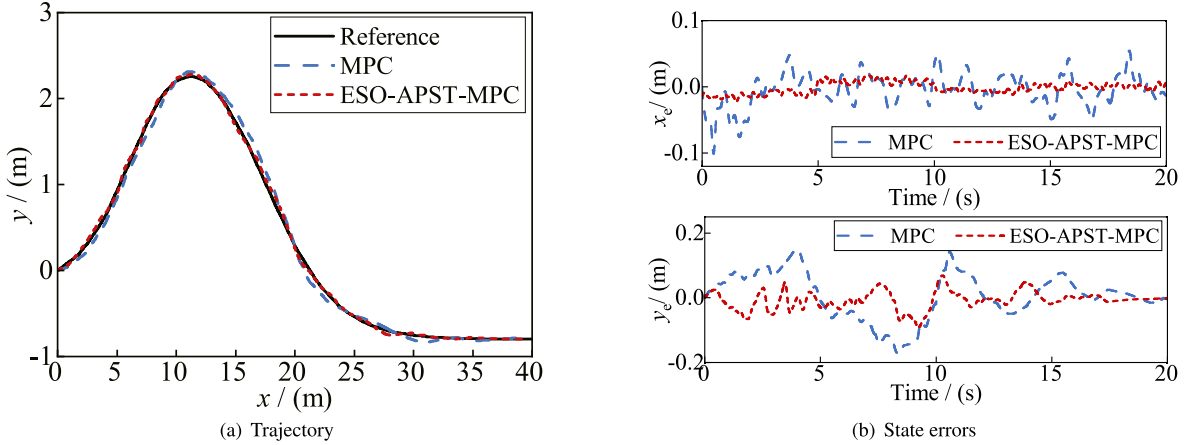 3
2
1
0
-1
y / (m)
Reference
MPC
ESO-APST-MPC
0 5 10 15 20 25 30 35 40
x / (m)
(a) Trajectory
0.1
0.0
-0.1
xe/ (m)
MPC ESO-APST-MPC
0 5 10 15 20
Time / (s)
0.2
0.0
-0.2
ye/ (m)
MPC ESO-APST-MPC
0 5 10 15 20
Time / (s)
(b) State errors